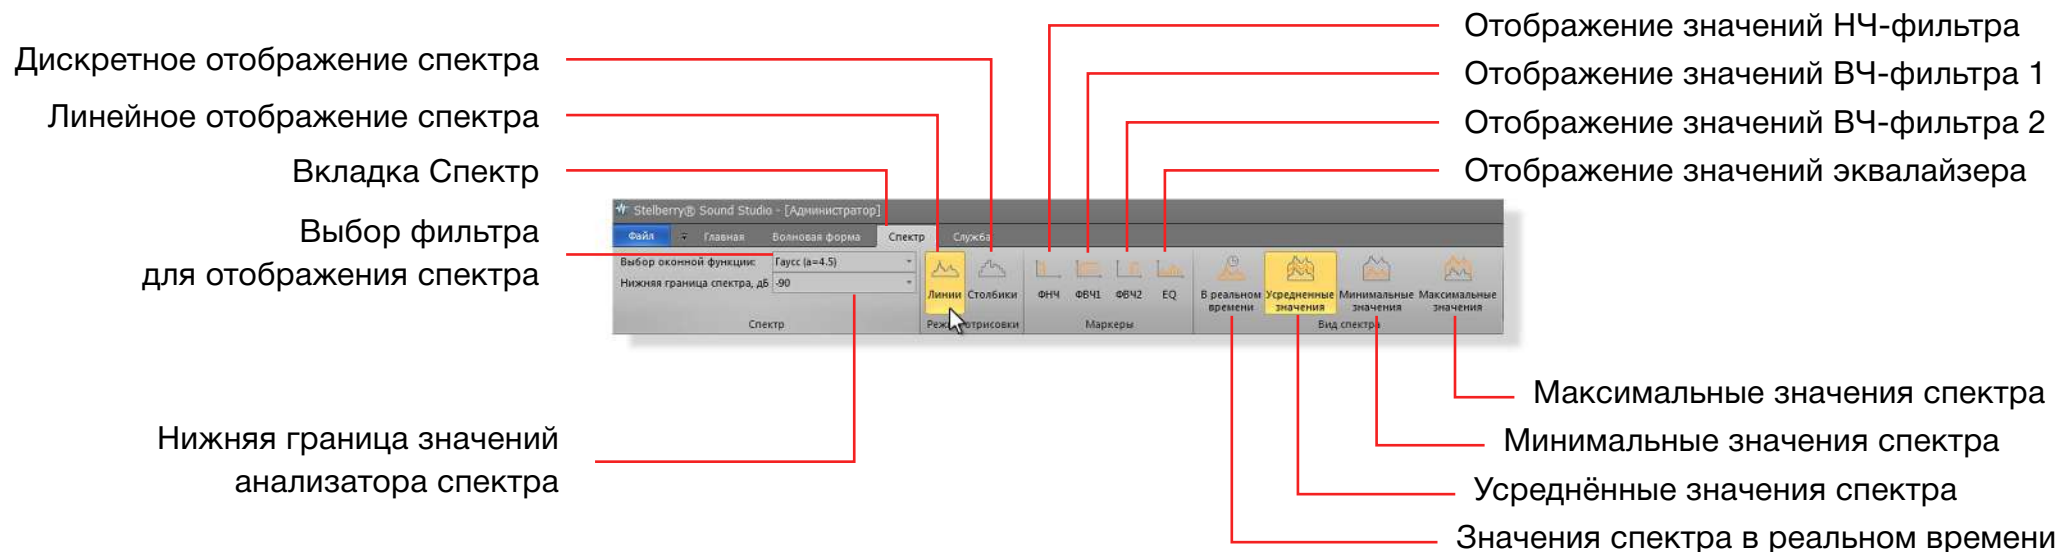 Дискретное отображение спектра
Линейное отображение спектра
Вкладка Спектр
Выбор фильтра
для отображения спектра
Нижняя граница значений
анализатора спектра
Отображение значений НЧ-фильтра
Отображение значений ВЧ-фильтра 1
Отображение значений ВЧ-фильтра 2
Отображение значений эквалайзера
Stelberry® Sound Studio - [Администратор]
Файл Главная Волновая форма Спектр Служба
Выбор оконной функции: Гаусс (a=4.5)
Нижняя граница спектра, дБ -90
Линии Столбики ФНЧ ФВЧ1 ФВЧ2 EQ
В реальном времени
Усредненные значения
Минимальные значения
Максимальные значения
Спектр отрисовки Маркеры Вид спектра
Максимальные значения спектра
Минимальные значения спектра
Усреднённые значения спектра
Значения спектра в реальном времени